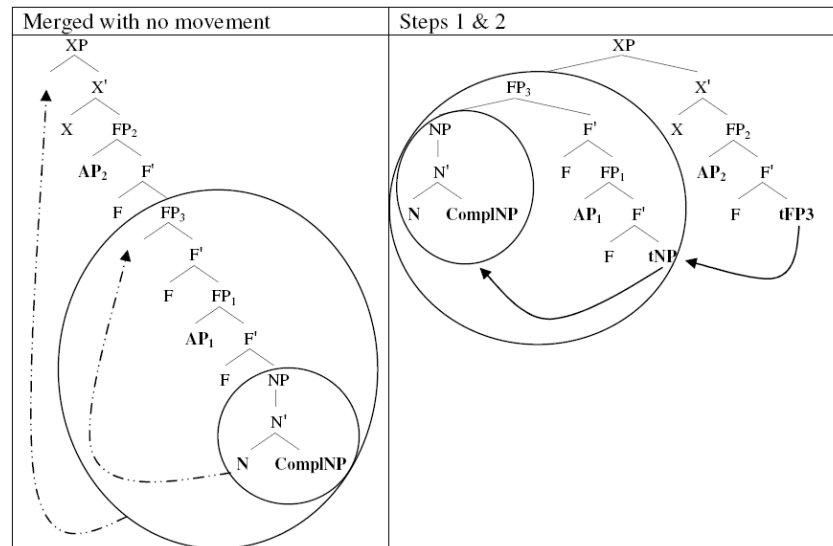 Merged with no movement
XP
X'
X FP₂
AP₂ F'
F FP₃
F'
F FP₁
AP₁ F'
F NP
N'
N ComplNP
Steps 1 & 2
XP
FP₃ X'
NP F' X FP₂
N' F FP₁ AP₂ F'
N ComplNP AP₁ F' F tFP3
F tNP